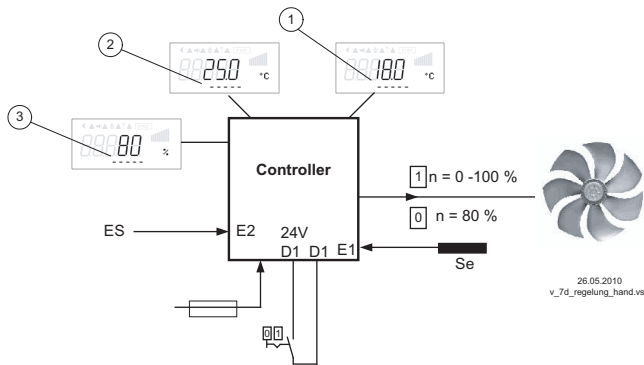 1
2
25.0
°C
18.0
°C
3
80
%
Controller
1 n = 0 -100 %
0 n = 80 %
ES
E2
24V
D1 D1
E1
Se
0 1
26.05.2010
v_7d_regelung_hand.vs